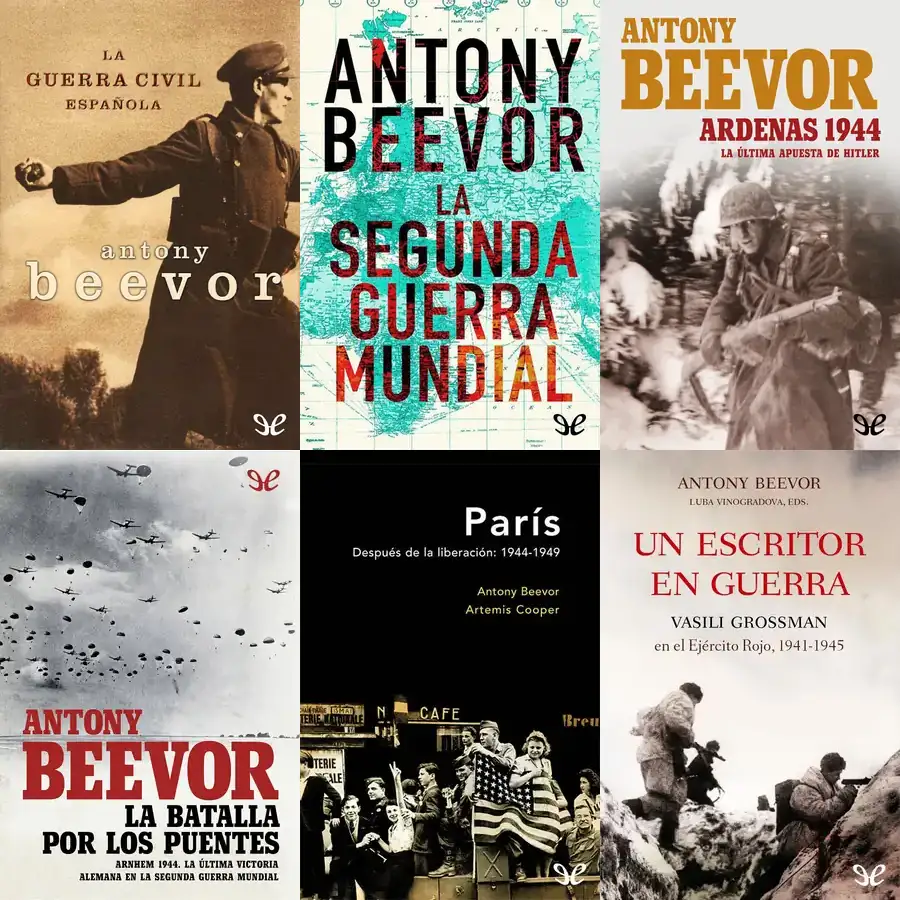 LA
GUERRA CIVIL
ESPAÑOLA
antony
beevor
ANTONY
BEEVOR
LA
SEGUNDA
GUERRA
MUNDIAL
ANTONY
BEEVOR
ARDENAS 1944
LA ÚLTIMA APUESTA DE HITLER
ANTONY
BEEVOR
LA BATALLA
POR LOS PUENTES
ARNHEM 1944. LA ÚLTIMA VICTORIA
ALEMANA EN LA SEGUNDA GUERRA MUNDIAL
París
Después de la liberación: 1944-1949
Antony Beevor
Artemis Cooper
CAFE
ANTONY BEEVOR
LUBA VINOGRADOVA, EDS.
UN ESCRITOR
EN GUERRA
VASILI GROSSMAN
en el Ejército Rojo, 1941-1945